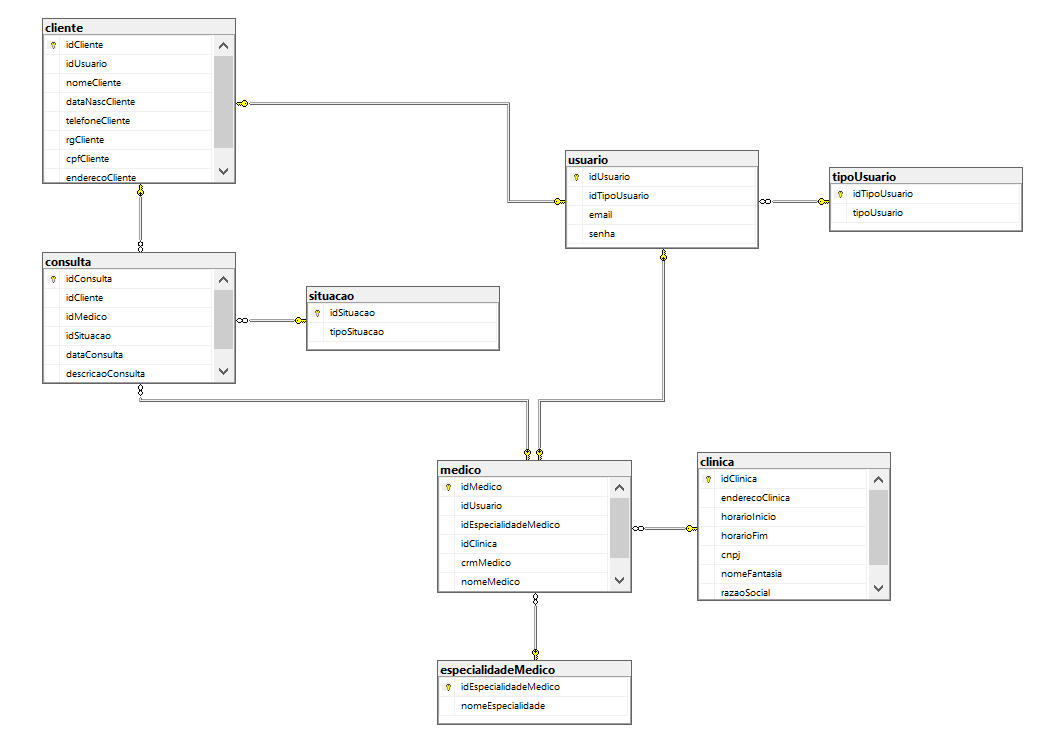 cliente
idCliente
idUsuario
nomeCliente
dataNascCliente
telefoneCliente
rgCliente
cpfCliente
enderecoCliente
usuario
idUsuario
idTipoUsuario
email
senha
tipoUsuario
idTipoUsuario
tipoUsuario
consulta
idConsulta
idCliente
idMedico
idSituacao
dataConsulta
descricaoConsulta
situacao
idSituacao
tipoSituacao
medico
idMedico
idUsuario
idEspecialidadeMedico
idClinica
crmMedico
nomeMedico
clinica
idClinica
enderecoClinica
horarioInicio
horarioFim
cnpj
nomeFantasia
razaoSocial
especialidadeMedico
idEspecialidadeMedico
nomeEspecialidade